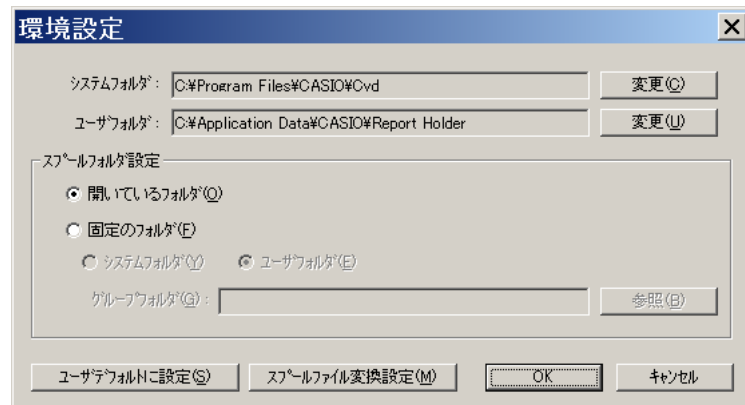 環境設定
システムフォルダ： C:¥Program Files¥CASIO¥Cvd 変更(C)
ユーザフォルダ： C:¥Application Data¥CASIO¥Report Holder 変更(U)
スプールフォルダ設定
開いているフォルダ(O)
固定のフォルダ(F)
システムフォルダ(Y) ユーザフォルダ(E)
グループフォルダ(G)： 参照(B)
ユーザデフォルトに設定(S) スプールファイル変換設定(M) OK キャンセル